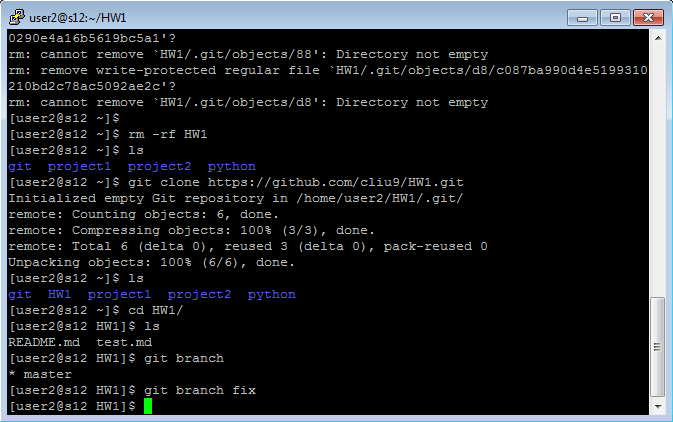 user2@s12:~/HW1
0290e4a16b5619bc5a1'?
rm: cannot remove `HW1/.git/objects/88': Directory not empty
rm: remove write-protected regular file `HW1/.git/objects/d8/c087ba990d4e5199310
210bd2c78ac5092ae2c'?
rm: cannot remove `HW1/.git/objects/d8': Directory not empty
[user2@s12 ~]$
[user2@s12 ~]$ rm -rf HW1
[user2@s12 ~]$ ls
git  project1  project2  python
[user2@s12 ~]$ git clone https://github.com/cliu9/HW1.git
Initialized empty Git repository in /home/user2/HW1/.git/
remote: Counting objects: 6, done.
remote: Compressing objects: 100% (3/3), done.
remote: Total 6 (delta 0), reused 3 (delta 0), pack-reused 0
Unpacking objects: 100% (6/6), done.
[user2@s12 ~]$ ls
git  HW1  project1  project2  python
[user2@s12 ~]$ cd HW1/
[user2@s12 HW1]$ ls
README.md  test.md
[user2@s12 HW1]$ git branch
* master
[user2@s12 HW1]$ git branch fix
[user2@s12 HW1]$